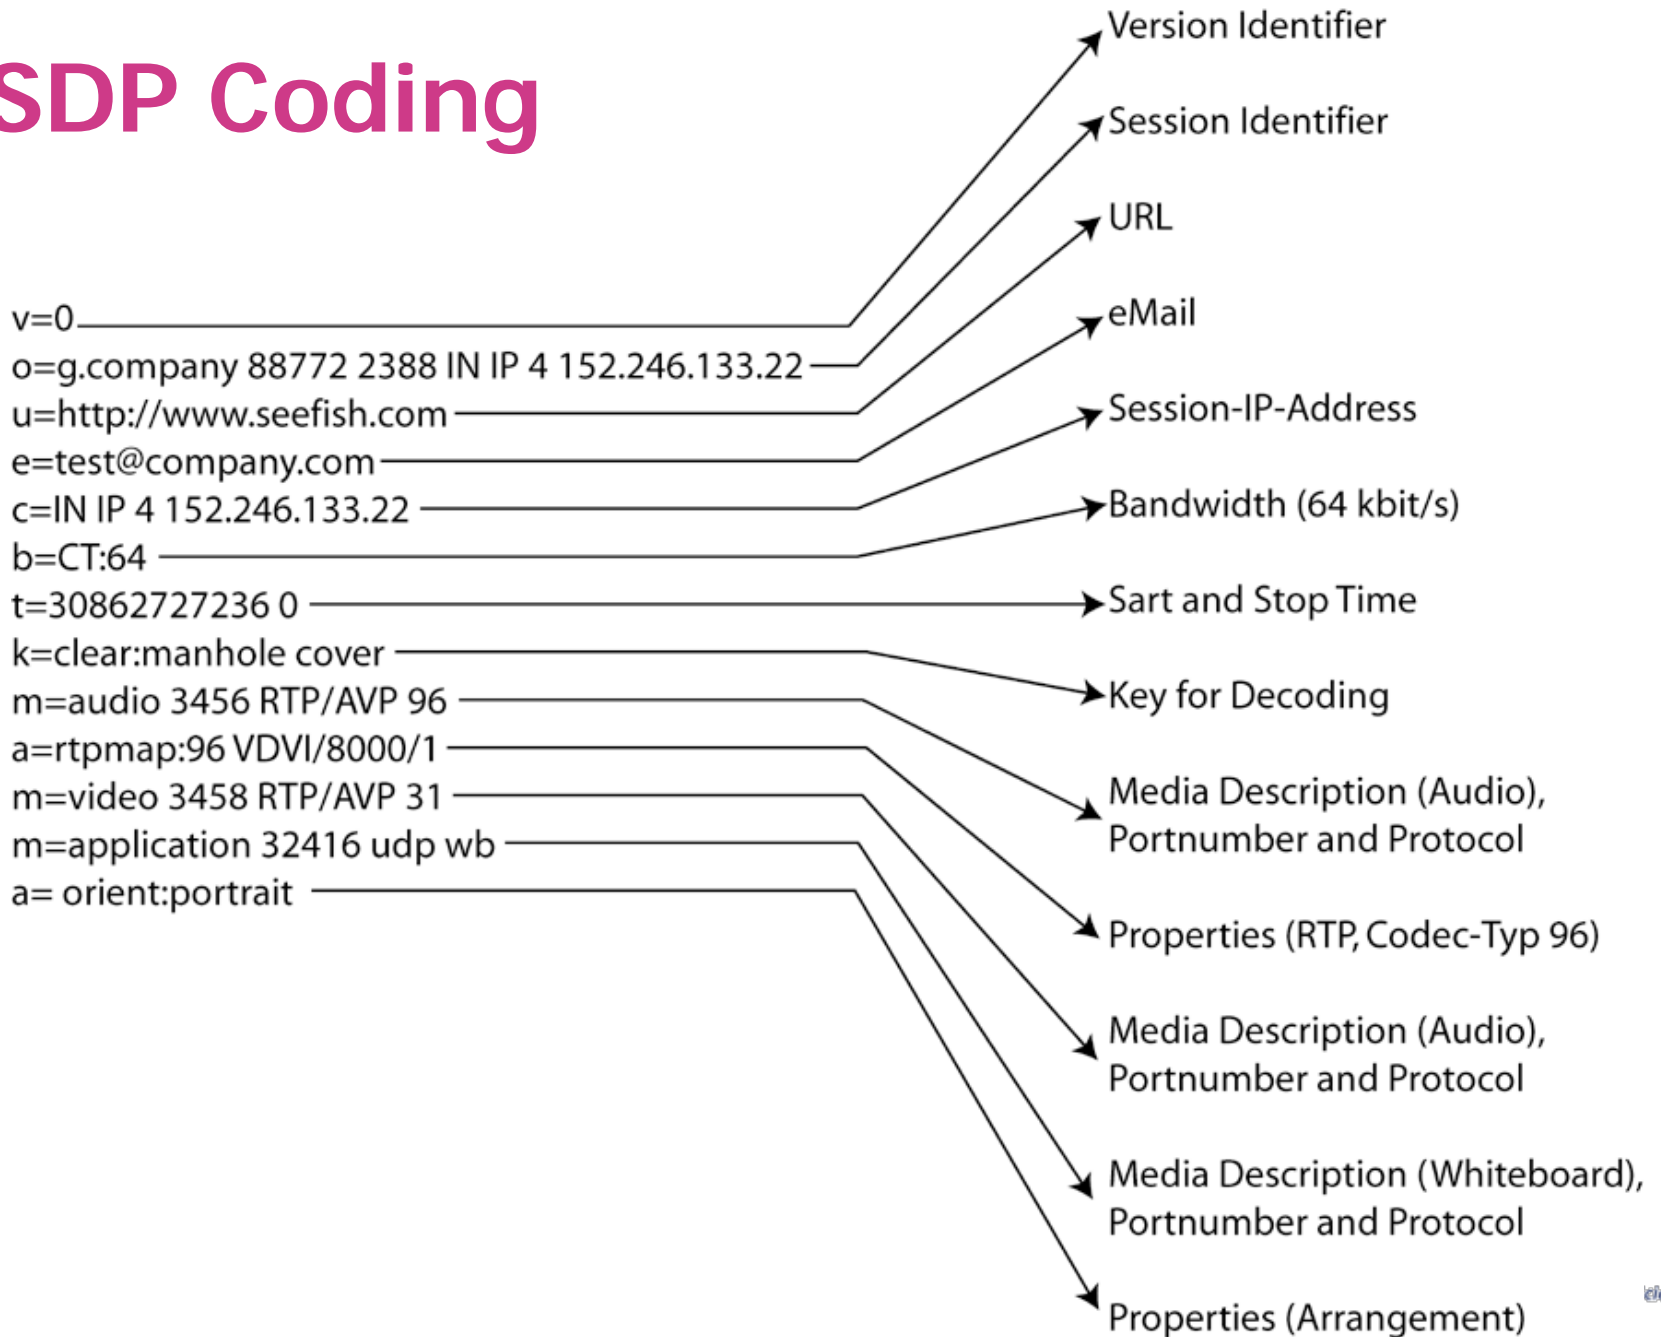 SDP Coding
v=0
o=g.company 88772 2388 IN IP 4 152.246.133.22
u=http://www.seefish.com
e=test@company.com
c=IN IP 4 152.246.133.22
b=CT:64
t=30862727236 0
k=clear:manhole cover
m=audio 3456 RTP/AVP 96
a=rtpmap:96 VDVI/8000/1
m=video 3458 RTP/AVP 31
m=application 32416 udp wb
a= orient:portrait
Version Identifier
Session Identifier
URL
eMail
Session-IP-Address
Bandwidth (64 kbit/s)
Sart and Stop Time
Key for Decoding
Media Description (Audio),
Portnumber and Protocol
Properties (RTP, Codec-Typ 96)
Media Description (Audio),
Portnumber and Protocol
Media Description (Whiteboard),
Portnumber and Protocol
Properties (Arrangement)